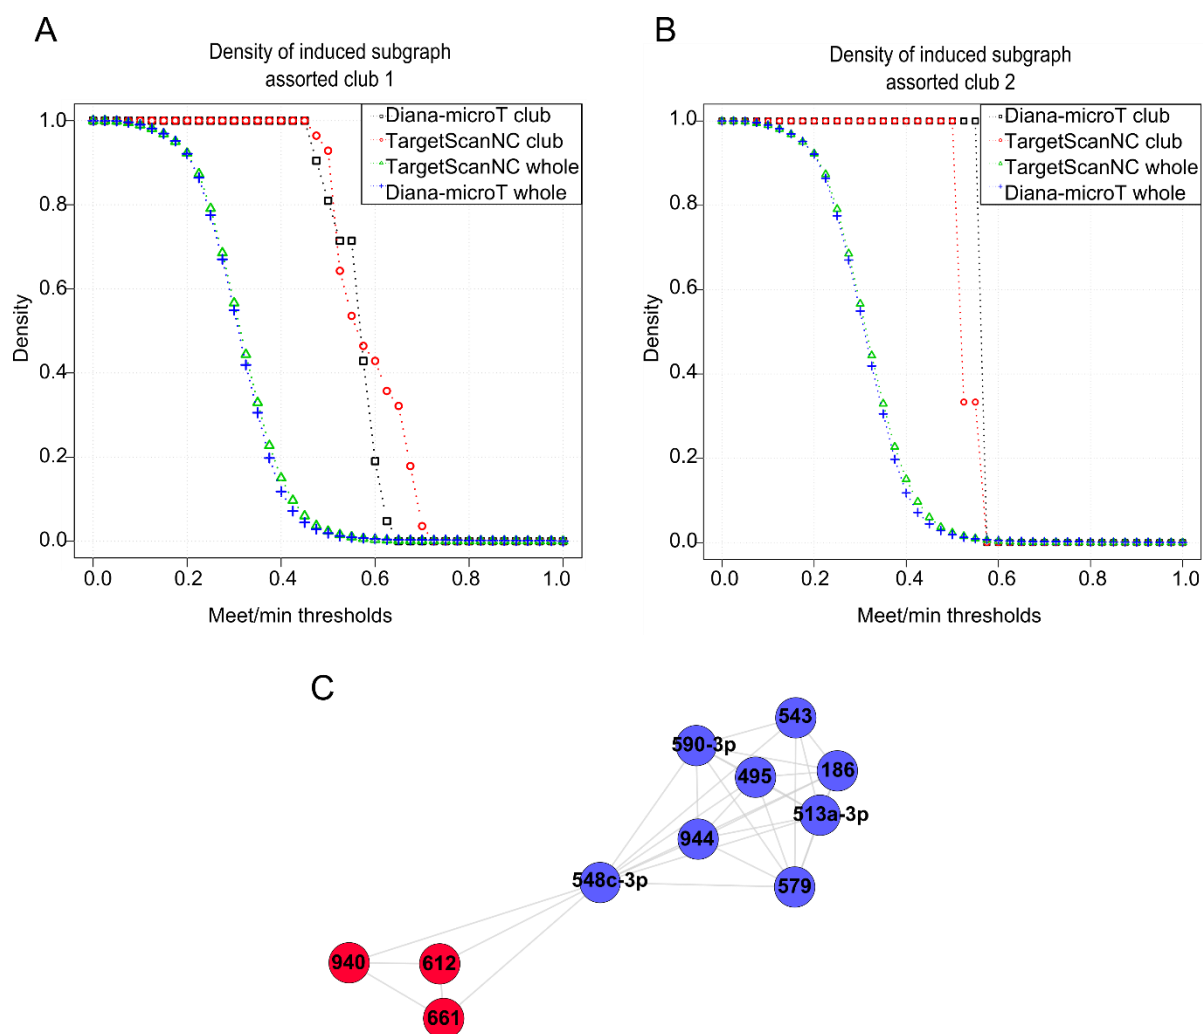 A
Density of induced subgraph
assorted club 1
Diana-microT club
TargetScanNC club
TargetScanNC whole
Diana-microT whole
1.0
0.8
0.6
0.4
0.2
0.0
Density
0.0 0.2 0.4 0.6 0.8 1.0
Meet/min thresholds
B
Density of induced subgraph
assorted club 2
Diana-microT club
TargetScanNC club
TargetScanNC whole
Diana-microT whole
1.0
0.8
0.6
0.4
0.2
0.0
Density
0.0 0.2 0.4 0.6 0.8 1.0
Meet/min thresholds
C
543
590-3p
495
186
513a-3p
944
548c-3p
579
940
612
661